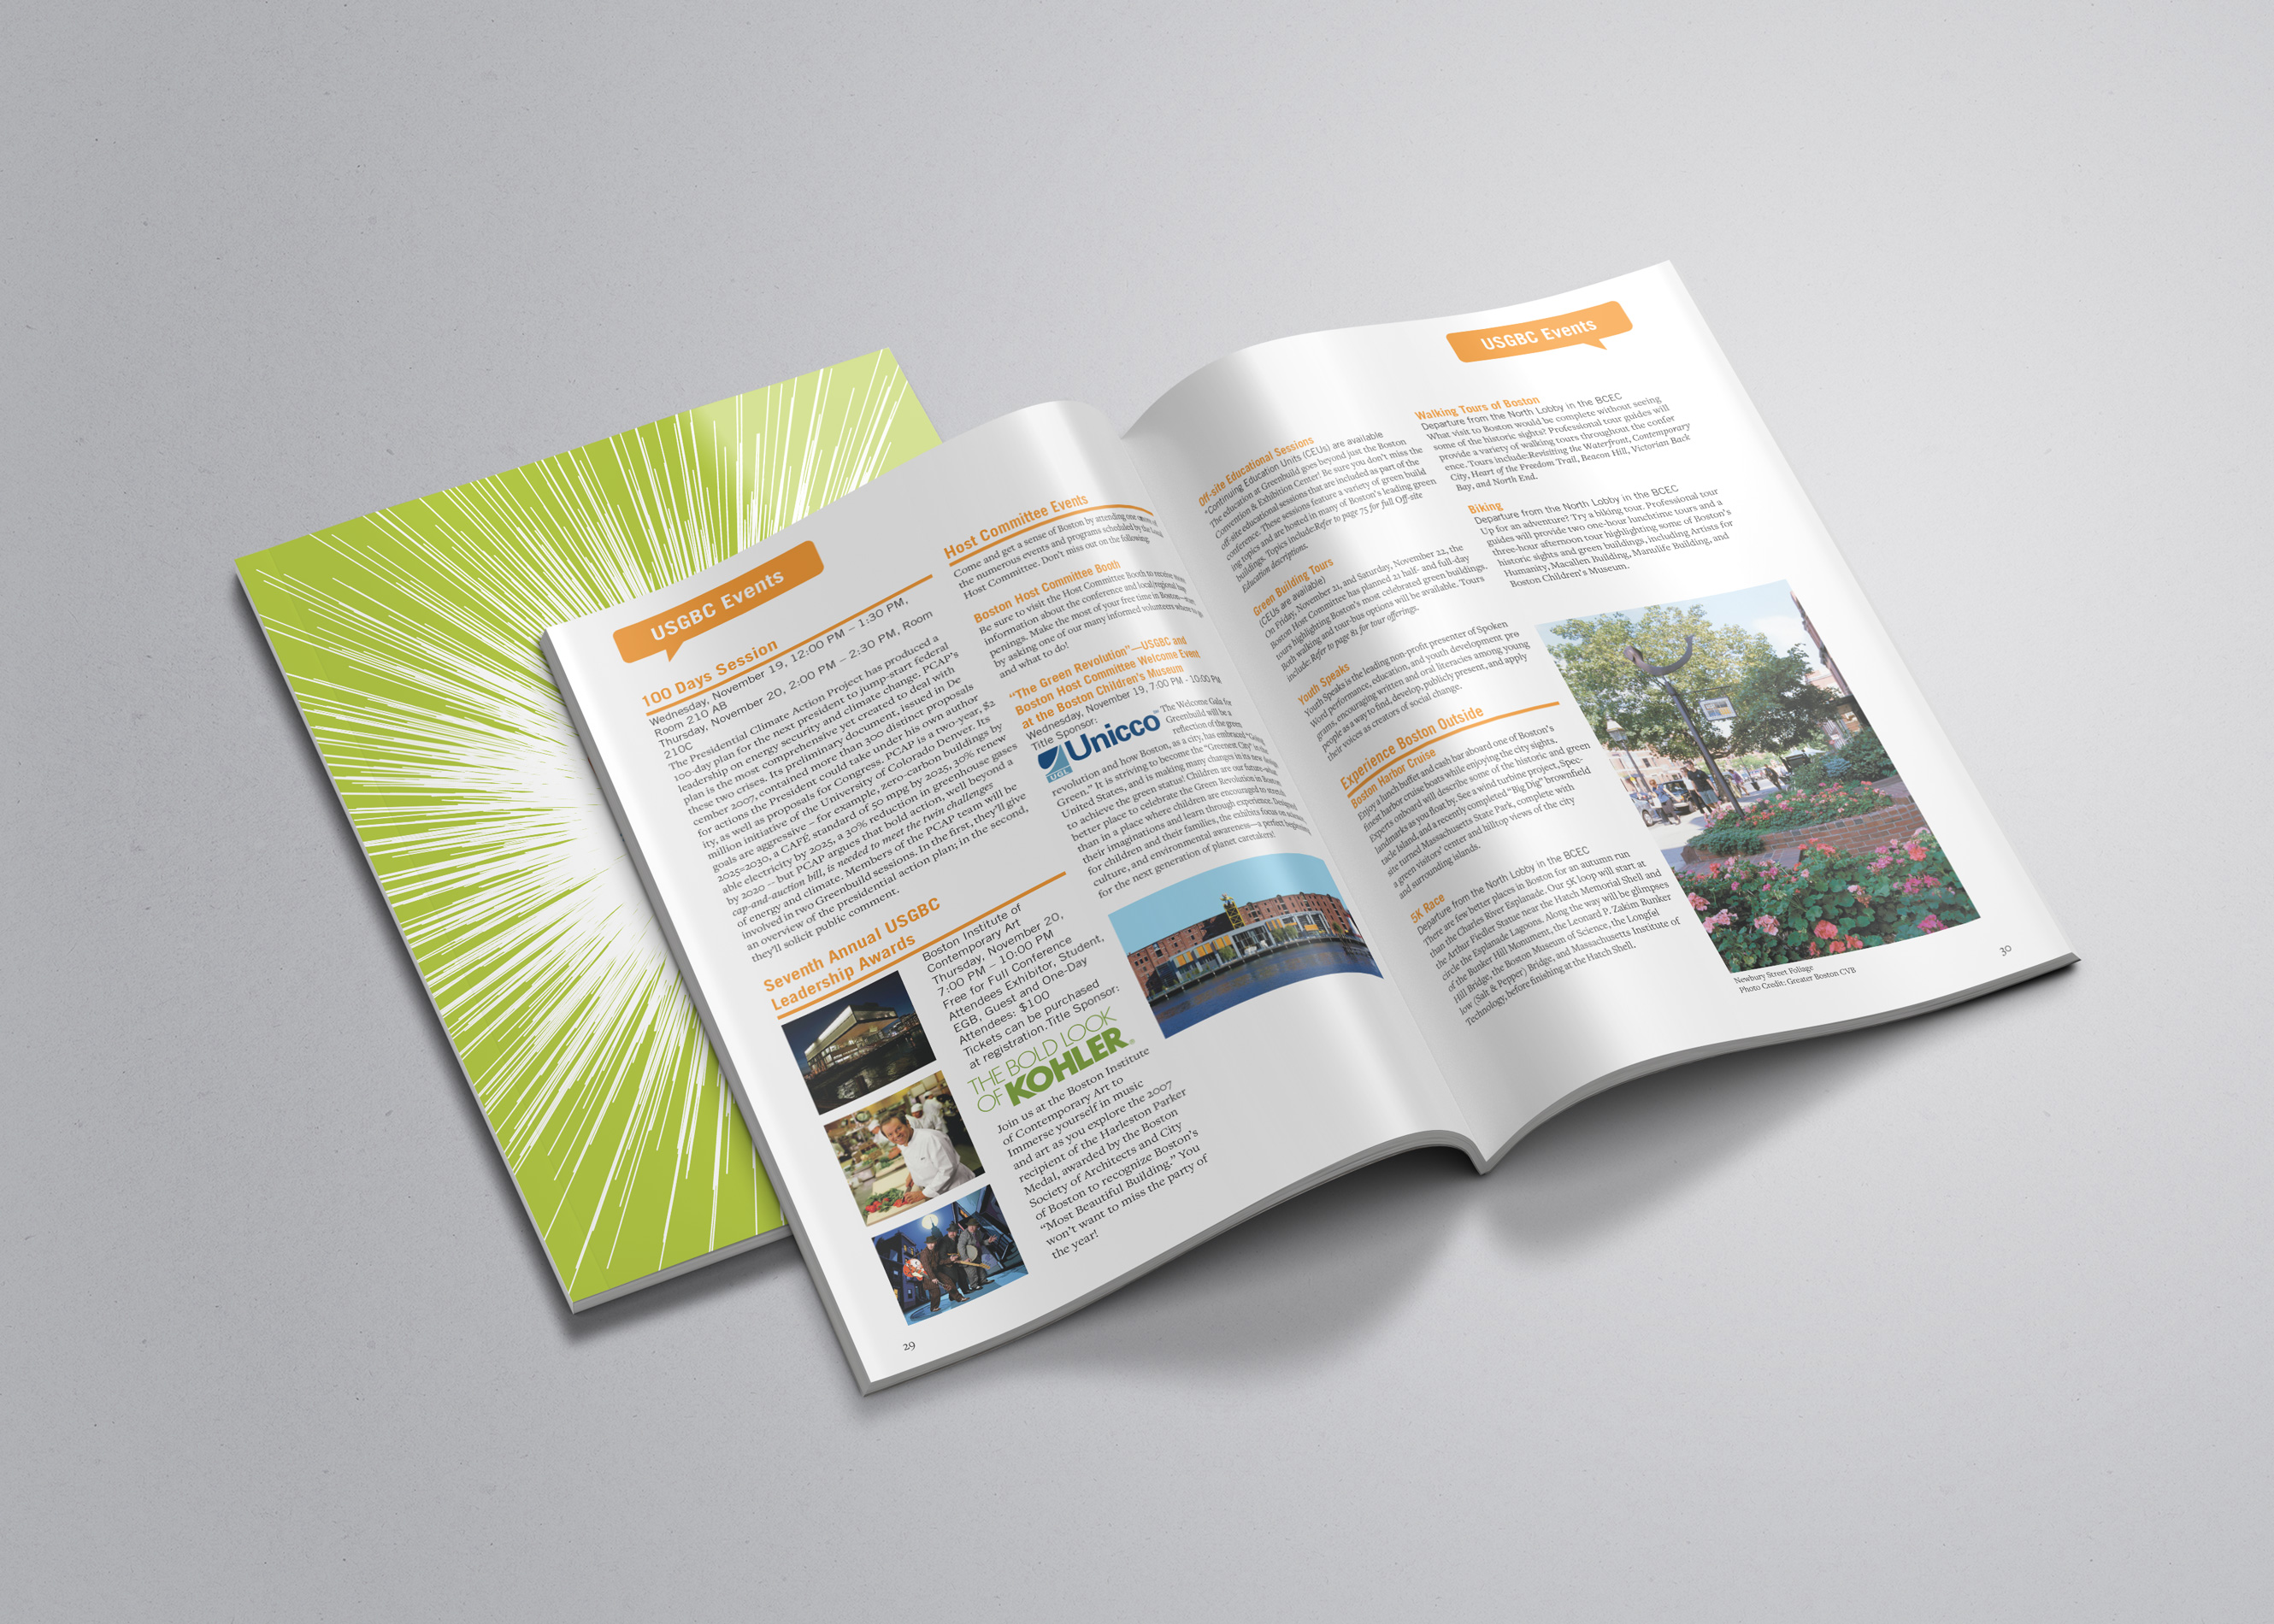 USGBC Events
100 Days Session
Wednesday, November 19, 12:00 PM – 1:30 PM,
Room 210 AB
Thursday, November 20, 2:00 PM – 2:30 PM, Room
210C
The Presidential Climate Action Project has produced a
100-day plan for the next president to jump-start federal
leadership on energy security and climate change. PCAP's
plan is the most comprehensive yet created to deal with
these two crises. Its preliminary document, issued in De
cember 2007, contained more than 300 distinct proposals
for actions the President could take under his own author
ity, as well as proposals for Congress. PCAP is a two-year, $2
million initiative of the University of Colorado Denver. Its
goals are aggressive – for example, zero-carbon buildings by
2025=2030, a CAFÉ standard of 50 mpg by 2025, 30% renew
able electricity by 2025, a 30% reduction in greenhouse gases
by 2020 – but PCAP argues that bold action, well beyond a
cap-and-auction bill, is needed to meet the twin challenges
of energy and climate. Members of the PCAP team will be
involved in two Greenbuild sessions. In the first, they'll give
an overview of the presidential action plan; in the second,
they'll solicit public comment.
Seventh Annual USGBC
Leadership Awards
Boston Institute of
Contemporary Art
Thursday, November 20,
7:00 PM – 10:00 PM
Free for Full Conference
Attendees Exhibitor, Student,
EGB, Guest and One-Day
Attendees: $100
Tickets can be purchased
at registration.Title Sponsor:
THE BOLD LOOK
OF KOHLER®
Join us at the Boston Institute
of Contemporary Art to
immerse yourself in music
and art as you explore the 2007
recipient of the Harleston Parker
Medal, awarded by the Boston
Society of Architects and City
of Boston to recognize Boston's
"Most Beautiful Building." You
won't want to miss the party of
the year!
29
Host Committee Events
Come and get a sense of Boston by attending one or more of
the numerous events and programs scheduled by the local
Host Committee. Don't miss out on the following:
Boston Host Committee Booth
Be sure to visit the Host Committee Booth to receive more
information about the conference and local/regional hap
penings. Make the most of your free time in Boston—start
by asking one of our many informed volunteers where to go
and what to do!
"The Green Revolution"—USGBC and
Boston Host Committee Welcome Event
at the Boston Children's Museum
Wednesday, November 19, 7:00 PM - 10:00 PM
Title Sponsor:
UGL Unicco™
The Welcome Gala for
Greenbuild will be a
reflection of the green
revolution and how Boston, as a city, has embraced "Going
Green." It is striving to become the "Greenest City" in the
United States, and is making many changes in its new
to achieve the green status! Children are our future–what
better place to celebrate the Green Revolution in Boston
than in a place where children are encouraged to stretch
their imaginations and learn through experience. Designed
for children and their families, the exhibits focus on science,
culture, and environmental awareness—a perfect beginning
for the next generation of planet caretakers!
USGBC Events
Off-site Educational Sessions
*Continuing Education Units (CEUs) are available
The education at Greenbuild goes beyond just the Boston
Convention & Exhibition Center! Be sure you don't miss the
off-site educational sessions that are included as part of the
conference. These sessions feature a variety of green build
ing topics and are hosted in many of Boston's leading green
buildings. Topics include:Refer to page 75 for full Off-site
Education descriptions.
Green Building Tours
(CEUs are available)
On Friday, November 21, and Saturday, November 22, the
Boston Host Committee has planned 21 half- and full-day
tours highlighting Boston's most celebrated green buildings.
Both walking and tour-bus options will be available. Tours
include: Refer to page 81 for tour offerings.
Youth Speaks
Youth Speaks is the leading non-profit presenter of Spoken
Word performance, education, and youth development pro
grams, encouraging written and oral literacies among young
people as a way to find, develop, publicly present, and apply
their voices as creators of social change.
Experience Boston Outside
Boston Harbor Cruise
Enjoy a lunch buffet and cash bar aboard one of Boston's
finest harbor cruise boats while enjoying the city sights.
Experts onboard will describe some of the historic and green
landmarks as you float by. See a wind turbine project, Spec-
tacle Island, and a recently completed "Big Dig" brownfield
site turned Massachusetts State Park, complete with
a green visitors' center and hilltop views of the city
and surrounding islands.
5K Race
Departure from the North Lobby in the BCEC
There are few better places in Boston for an autumn run
than the Charles River Esplanade. Our 5K loop will start at
the Arthur Fiedler Statue near the Hatch Memorial Shell and
circle the Esplanade Lagoons. Along the way will be glimpses
of the Bunker Hill Monument, the Leonard P. Zakim Bunker
Hill Bridge, the Boston Museum of Science, the Longfel
low (Salt & Pepper) Bridge, and Massachusetts Institute of
Technology, before finishing at the Hatch Shell.
Walking Tours of Boston
Departure from the North Lobby in the BCEC
What visit to Boston would be complete without seeing
some of the historic sights? Professional tour guides will
provide a variety of walking tours throughout the confer
ence. Tours include:Revisiting the Waterfront, Contemporary
City, Heart of the Freedom Trail, Beacon Hill, Victorian Back
Bay, and North End.
Biking
Departure from the North Lobby in the BCEC
Up for an adventure? Try a biking tour. Professional tour
guides will provide two one-hour lunchtime tours and a
three-hour afternoon tour highlighting some of Boston's
historic sights and green buildings, including Artists for
Humanity, Macallen Building, Manulife Building, and
Boston Children's Museum.
Newbury Street Foliage
Photo Credit: Greater Boston CVB
30